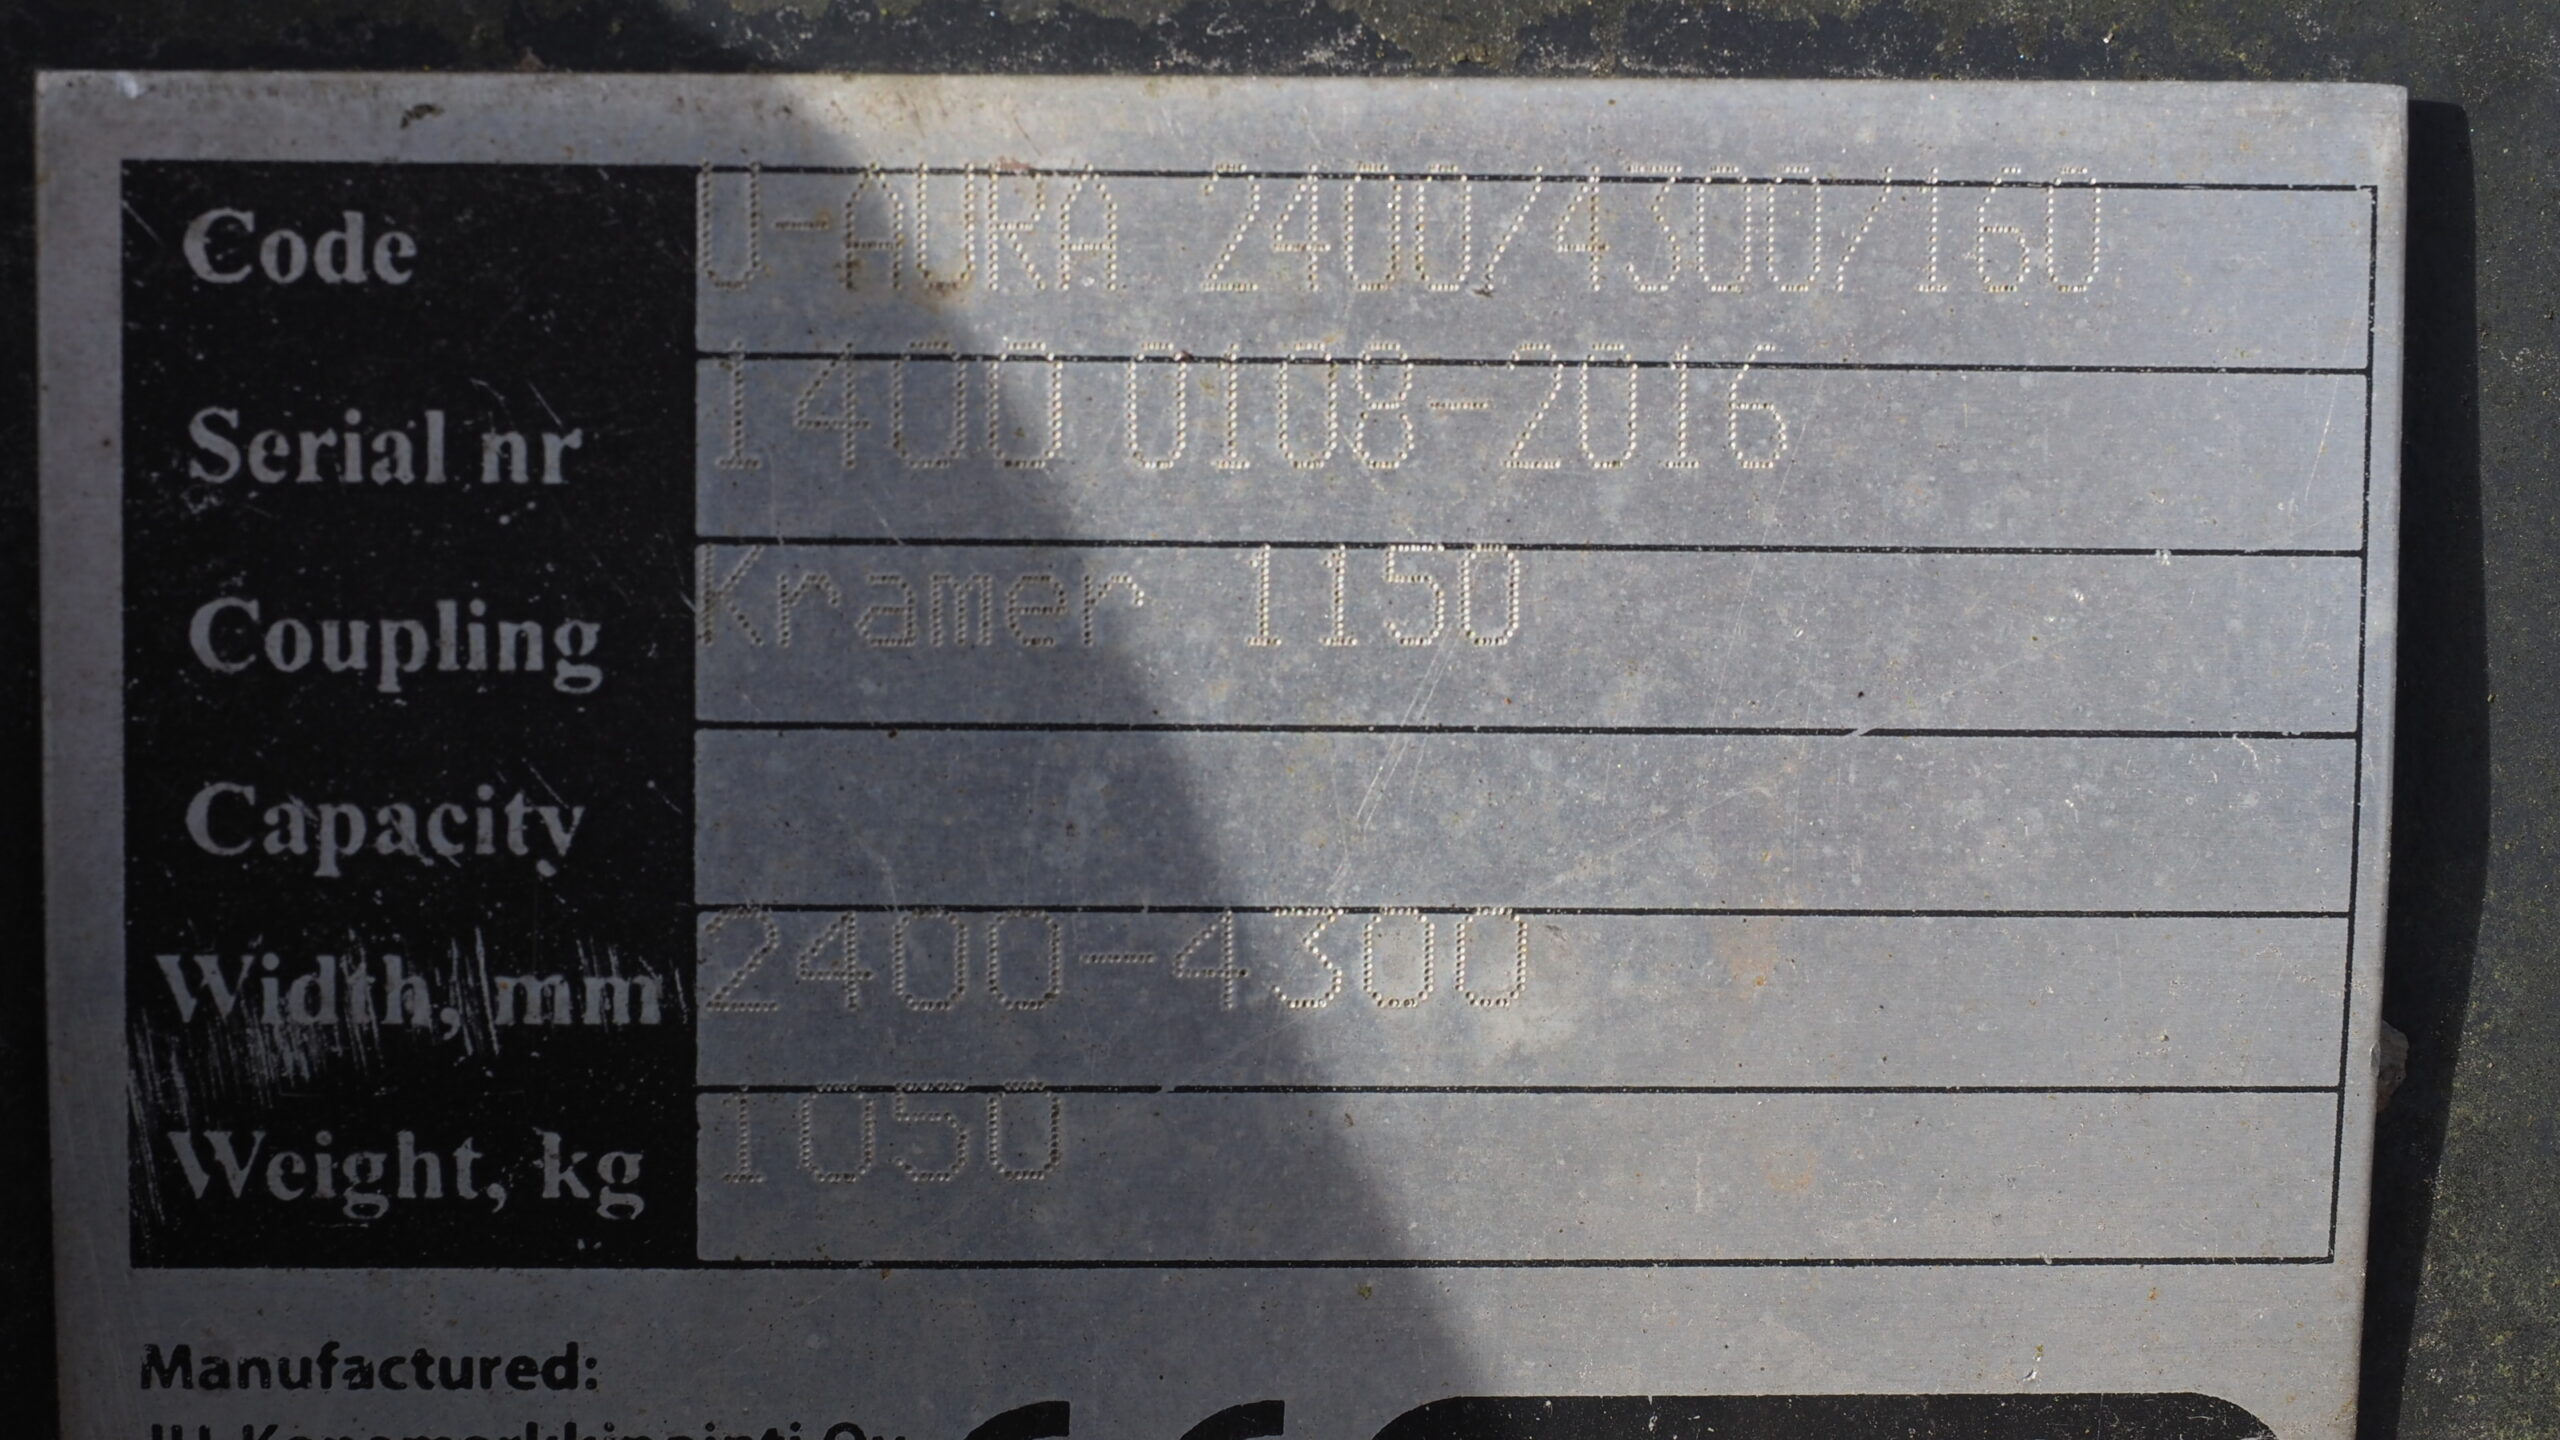 Code U-AURA 2400/4300/160
Serial nr 1400 0108-2016
Coupling Kramer 1150
Capacity
Width, mm 2400-4300
Weight, kg 1050
Manufactured:
Oy